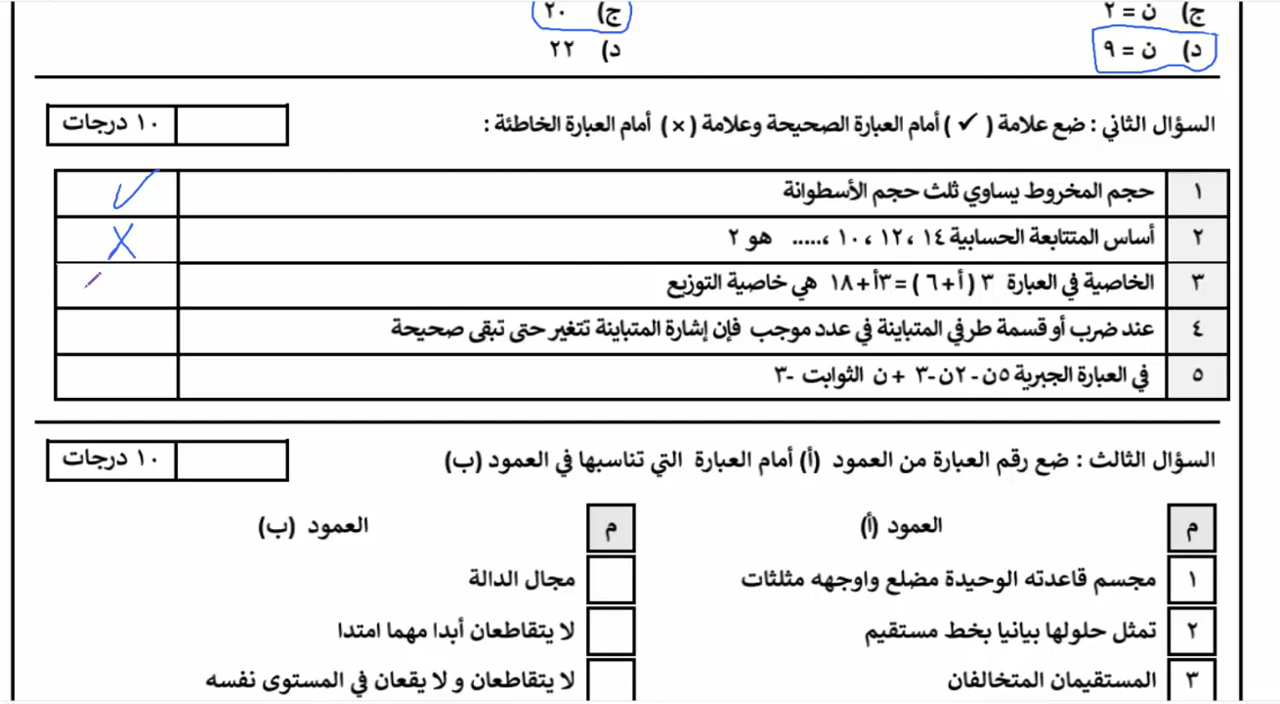 ج) ن = ٢
ج) ٢٠
د) ن = ٩
د) ٢٢
السؤال الثاني : ضع علامة ( ✓ ) أمام العبارة الصحيحة وعلامة ( × ) أمام العبارة الخاطئة :
١٠ درجات
١ حجم المخروط يساوي ثلث حجم الأسطوانة ✓
٢ أساس المتتابعة الحسابية ١٤ ، ١٢ ، ١٠ ، ..... هو ٢ X
٣ الخاصية في العبارة ٣ ( أ + ٦ ) = ٣أ + ١٨ هي خاصية التوزيع
٤ عند ضرب أو قسمة طرفي المتباينة في عدد موجب فإن إشارة المتباينة تتغير حتى تبقى صحيحة
٥ في العبارة الجبرية ٥ن - ٢ن - ٣ + ن الثوابت -٣
السؤال الثالث : ضع رقم العبارة من العمود (أ) أمام العبارة التي تناسبها في العمود (ب)
١٠ درجات
م العمود (أ)
م العمود (ب)
١ مجسم قاعدته الوحيدة مضلع واوجهه مثلثات
مجال الدالة
٢ تمثل حلولها بيانيا بخط مستقيم
لا يتقاطعان أبدا مهما امتدا
٣ المستقيمان المتخالفان
لا يتقاطعان و لا يقعان في المستوى نفسه